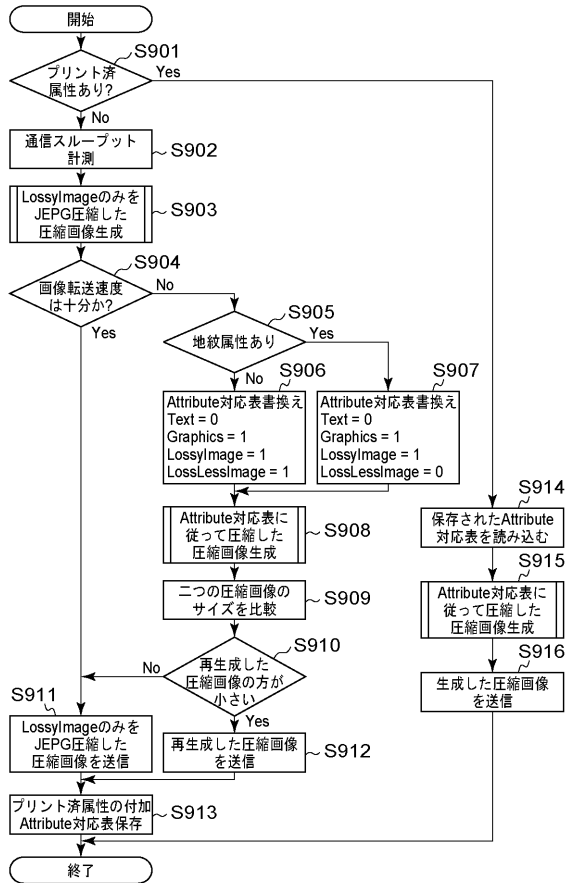 開始
プリント済
属性あり?
S901
Yes
No
通信スループット
計測
S902
LossyImageのみを
JEPG圧縮した
圧縮画像生成
S903
画像転送速度
は十分か?
S904
No
Yes
地紋属性あり
S905
Yes
No
S906
Attribute対応表書換え
Text = 0
Graphics = 1
LossyImage = 1
LossLessImage = 1
S907
Attribute対応表書換え
Text = 0
Graphics = 1
LossyImage = 1
LossLessImage = 0
Attribute対応表に
従って圧縮した
圧縮画像生成
S908
二つの圧縮画像の
サイズを比較
S909
再生成した
圧縮画像の方が
小さい
S910
No
Yes
S911
LossyImageのみを
JEPG圧縮した
圧縮画像を送信
再生成した圧縮画像
を送信
S912
プリント済属性の付加
Attribute対応表保存
S913
S914
保存されたAttribute
対応表を読み込む
S915
Attribute対応表に
従って圧縮した
圧縮画像生成
S916
生成した圧縮画像
を送信
終了